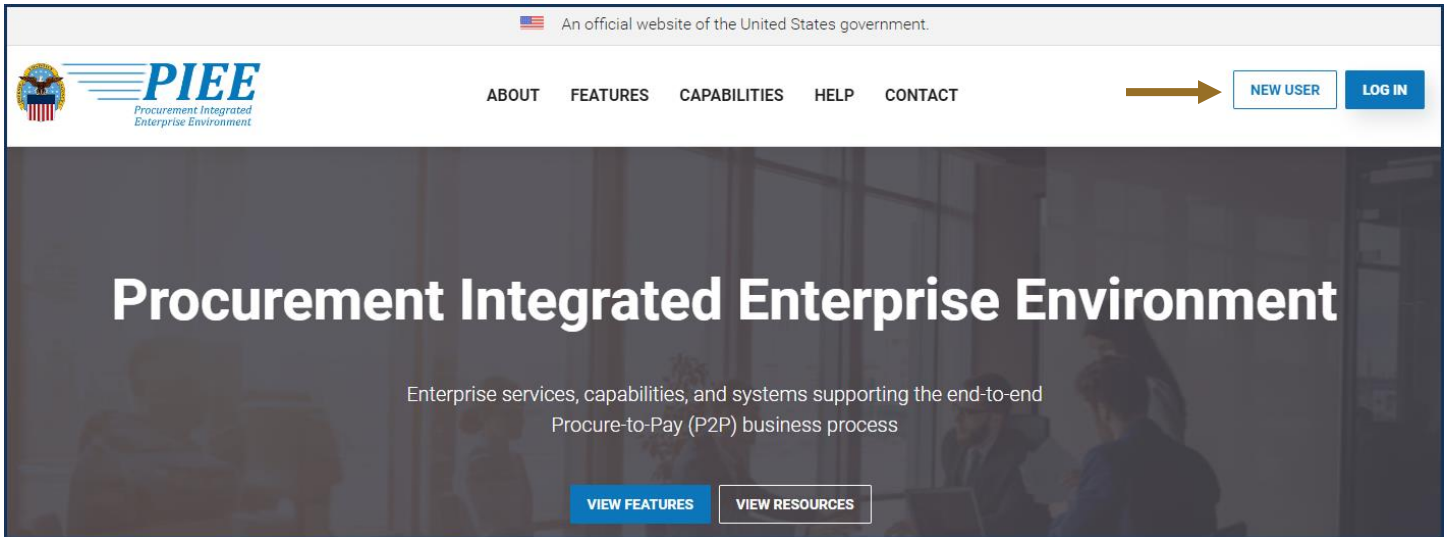 An official website of the United States government.
PIEE
Procurement Integrated
Enterprise Environment
ABOUT FEATURES CAPABILITIES HELP CONTACT
NEW USER LOG IN
Procurement Integrated Enterprise Environment
Enterprise services, capabilities, and systems supporting the end-to-end
Procure-to-Pay (P2P) business process
VIEW FEATURES VIEW RESOURCES